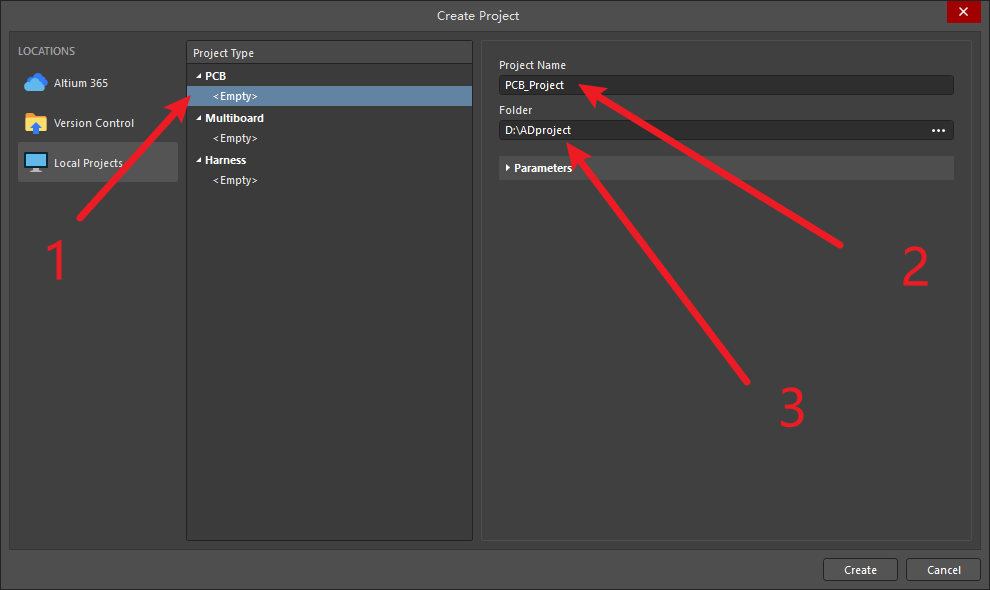 Create Project
LOCATIONS
Altium 365
Version Control
Local Projects
Project Type
PCB
<Empty>
Multiboard
<Empty>
Harness
<Empty>
Project Name
PCB_Project
Folder
D:\ADproject
Parameters
1
2
3
Create
Cancel